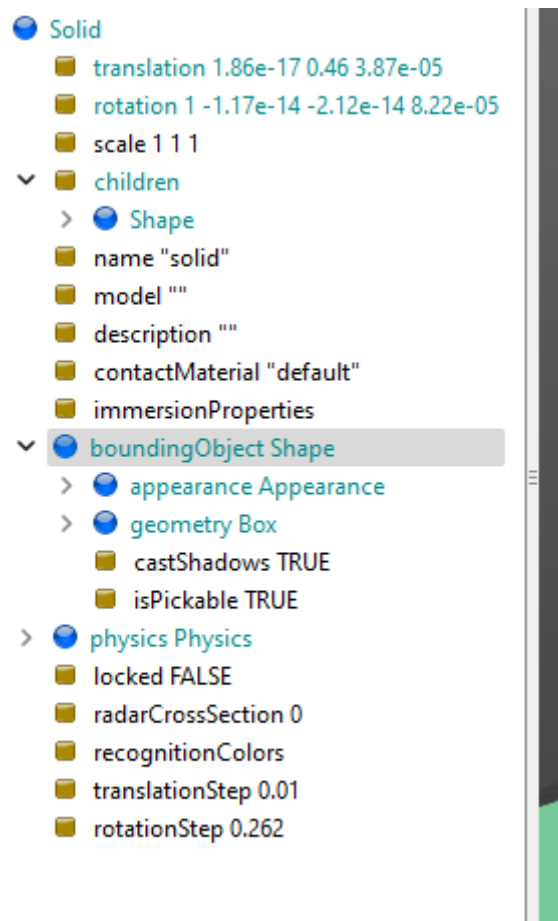 Solid
translation 1.86e-17 0.46 3.87e-05
rotation 1 -1.17e-14 -2.12e-14 8.22e-05
scale 1 1 1
children
Shape
name "solid"
model ""
description ""
contactMaterial "default"
immersionProperties
boundingObject Shape
appearance Appearance
geometry Box
castShadows TRUE
isPickable TRUE
physics Physics
locked FALSE
radarCrossSection 0
recognitionColors
translationStep 0.01
rotationStep 0.262